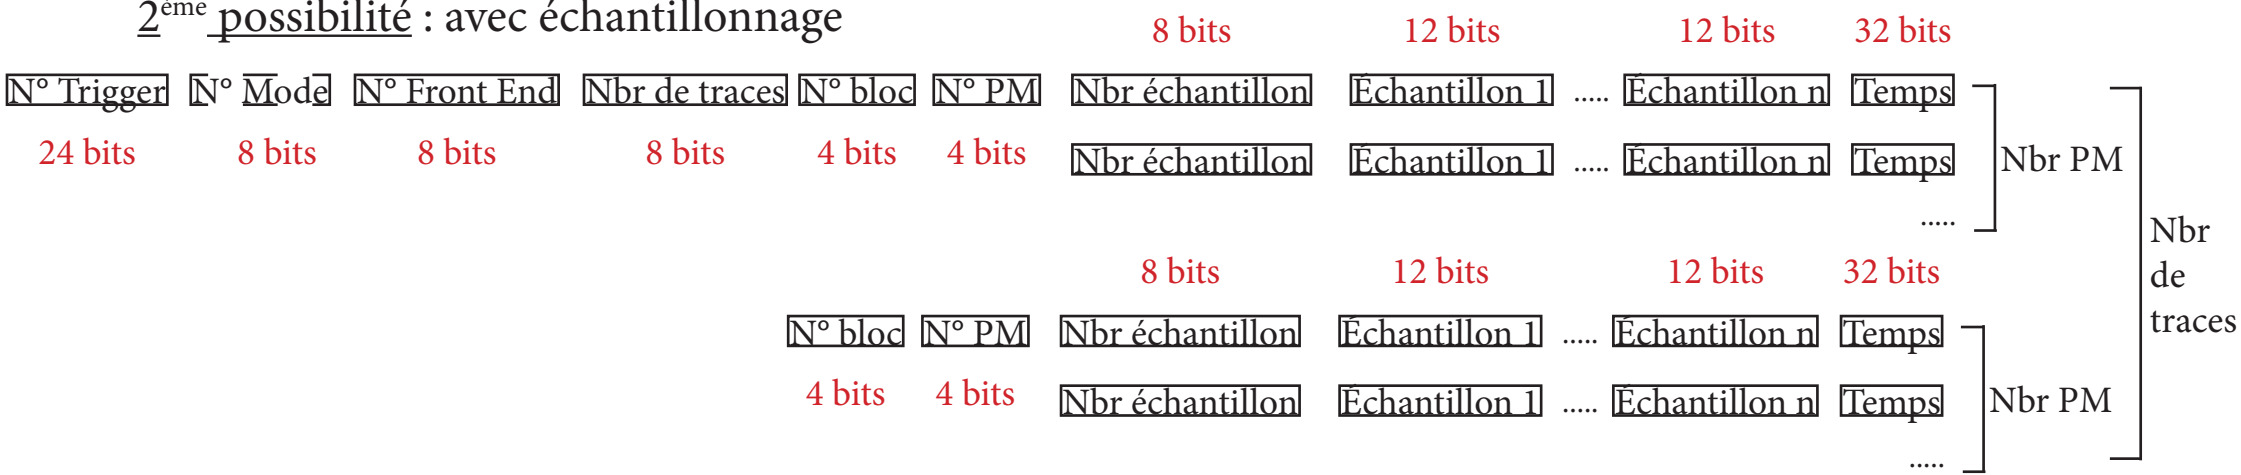 2ème possibilité : avec échantillonnage
8 bits 12 bits 12 bits 32 bits
N° Trigger N° Mode N° Front End Nbr de traces N° bloc N° PM Nbr échantillon Échantillon 1 ..... Échantillon n Temps
24 bits 8 bits 8 bits 8 bits 4 bits 4 bits Nbr échantillon Échantillon 1 ..... Échantillon n Temps Nbr PM
.....
Nbr
de
traces
8 bits 12 bits 12 bits 32 bits
N° bloc N° PM Nbr échantillon Échantillon 1 ..... Échantillon n Temps
4 bits 4 bits Nbr échantillon Échantillon 1 ..... Échantillon n Temps Nbr PM
.....